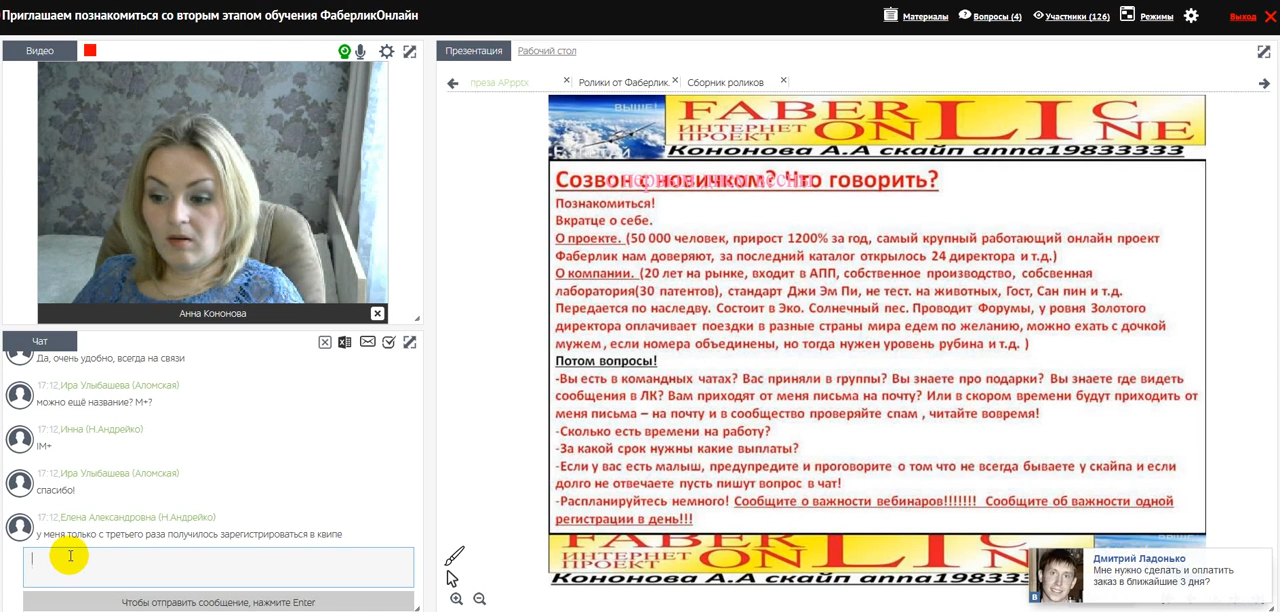 Приглашаем познакомиться со вторым этапом обучения ФаберликОнлайн
Материалы
Вопросы (4)
Участники (126)
Режимы
Выход
Видео
Анна Кононова
Чат
Да, очень удобно, всегда на связи
17:12,Ира Улыбашева (Аломская)
можно ещё название? М+?
17:12,Инна (Н.Андрейко)
IM+
17:12,Ира Улыбашева (Аломская)
спасибо!
17:12,Елена Александровна (Н.Андрейко)
у меня только с третьего раза получилось зарегистрироваться в квипе
Чтобы отправить сообщение, нажмите Enter
Презентация
Рабочий стол
преза АР.pptx
Ролики от Фаберлик.
Сборник роликов
ВЫШЕ!
FABERLIC
ИНТЕРНЕТ
ПРОЕКТ
ONLINE
Кононова А.А скайп anna19833333
Созвон с новичком? Что говорить?
Познакомиться!
Вкратце о себе.
О проекте. (50 000 человек, прирост 1200% за год, самый крупный работающий онлайн проект
Фаберлик нам доверяют, за последний каталог открылось 24 директора и т.д.)
О компании. (20 лет на рынке, входит в АПП, собственное производство, собсвенная
лаборатория(30 патентов), стандарт Джи Эм Пи, не тест. на животных, Гост, Сан пин и т.д.
Передается по наследву. Состоит в Эко. Солнечный пес. Проводит Форумы, у ровня Золотого
директора оплачивает поездки в разные страны мира едем по желанию, можно ехать с дочкой
мужем , если номера объединены, но тогда нужен уровень рубина и т.д. )
Потом вопросы!
-Вы есть в командных чатах? Вас приняли в группы? Вы знаете про подарки? Вы знаете где видеть
сообщения в ЛК? Вам приходят от меня письма на почту? Или в скором времени будут приходить от
меня письма – на почту и в сообщество проверяйте спам , читайте вовремя!
-Сколько есть времени на работу?
-За какой срок нужны какие выплаты?
-Если у вас есть малыш, предупредите и проговорите о том что не всегда бываете у скайпа и если
долго не отвечаете пусть пишут вопрос в чат!
-Распланируйтесь немного! Сообщите о важности вебинаров!!!!!!! Сообщите об важности одной
регистрации в день!!!
ИНТЕРНЕТ
ПРОЕКТ
Кононова А.А скайп anna1983333
Дмитрий Ладонько
Мне нужно сделать и оплатить
заказ в ближайшие 3 дня?